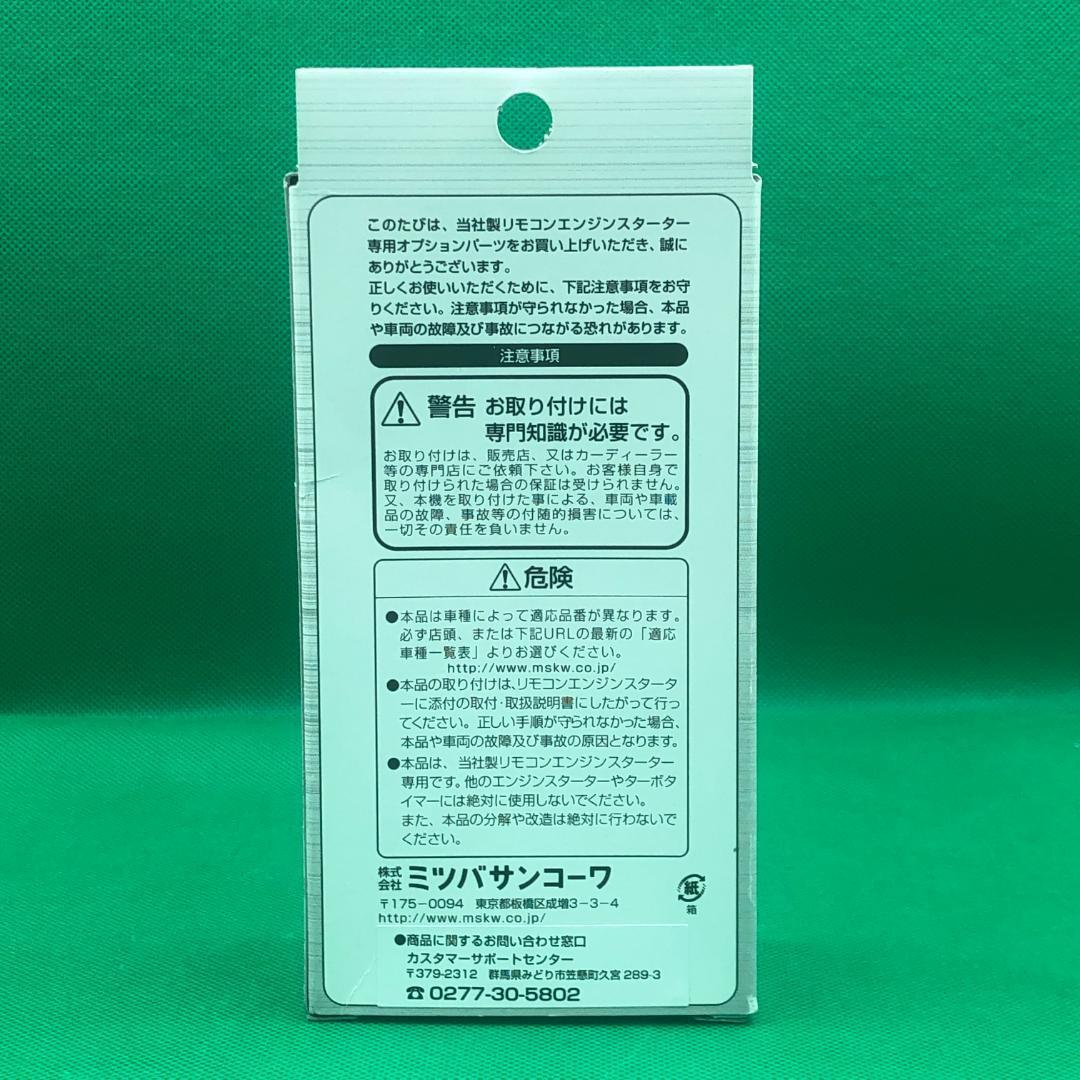 このたびは、当社製リモコンエンジンスターター
専用オプションパーツをお買い上げいただき、誠に
ありがとうございます。
正しくお使いいただくために、下記注意事項をお守
りください。注意事項が守られなかった場合、本品
や車両の故障及び事故につながる恐れがあります。
注意事項
警告 お取り付けには
専門知識が必要です。
お取り付けは、販売店、又はカーディーラー
等の専門店にご依頼下さい。お客様自身で
取り付けられた場合の保証は受けられません。
又、本機を取り付けた事による、車両や車載
品の故障、事故等の付随的損害については、
一切その責任を負いません。
危険
●本品は車種によって適応品番が異なります。
必ず店頭、または下記URLの最新の「適応
車種一覧表」よりお選びください。
http://www.mskw.co.jp/
●本品の取り付けは、リモコンエンジンスタータ
ーに添付の取付・取扱説明書にしたがって行っ
てください。正しい手順が守られなかった場合、
本品や車両の故障及び事故の原因となります。
●本品は、当社製リモコンエンジンスターター
専用です。他のエンジンスターターやターボタ
イマーには絶対に使用しないでください。
また、本品の分解や改造は絶対に行わないで
ください。
株式会社 ミツバサンコーワ
〒175-0094 東京都板橋区成増3-3-4
http://www.mskw.co.jp/
紙
箱
●商品に関するお問い合わせ窓口
カスタマーサポートセンター
〒379-2312 群馬県みどり市笠懸町久宮 289-3
☎ 0277-30-5802